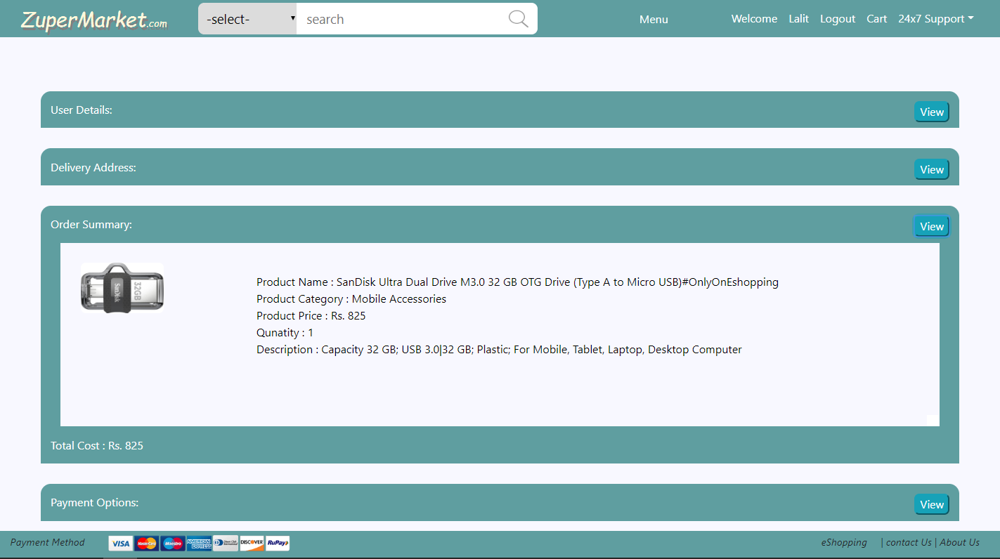 ZuperMarket.com -select- search Menu Welcome Lalit Logout Cart 24x7 Support
User Details: View
Delivery Address: View
Order Summary: View
SanDisk 32GB
Product Name : SanDisk Ultra Dual Drive M3.0 32 GB OTG Drive (Type A to Micro USB)#OnlyOnEshopping
Product Category : Mobile Accessories
Product Price : Rs. 825
Qunatity : 1
Description : Capacity 32 GB; USB 3.0|32 GB; Plastic; For Mobile, Tablet, Laptop, Desktop Computer
Total Cost : Rs. 825
Payment Options: View
Payment Method VISA MasterCard Maestro AMERICAN EXPRESS Diners Club International DISCOVER RuPay eShopping | contact Us | About Us